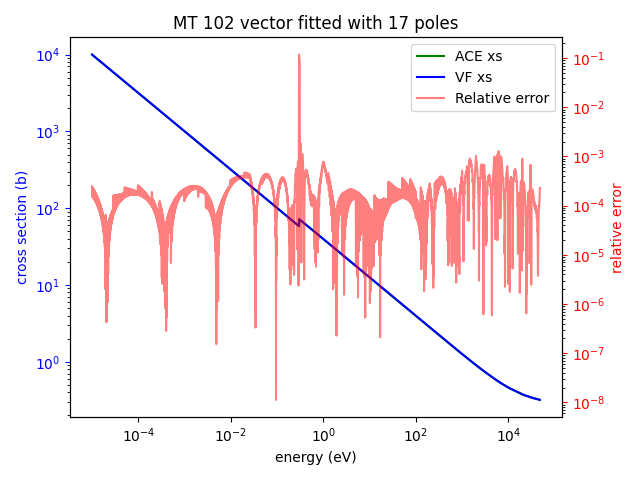 MT 102 vector fitted with 17 poles
ACE xs
VF xs
Relative error
cross section (b)
10^4
10^3
10^2
10^1
10^0
10^-1
10^-2
10^-3
10^-4
10^-5
10^-6
10^-7
10^-8
relative error
10^-4
10^-2
10^0
10^2
10^4
energy (eV)